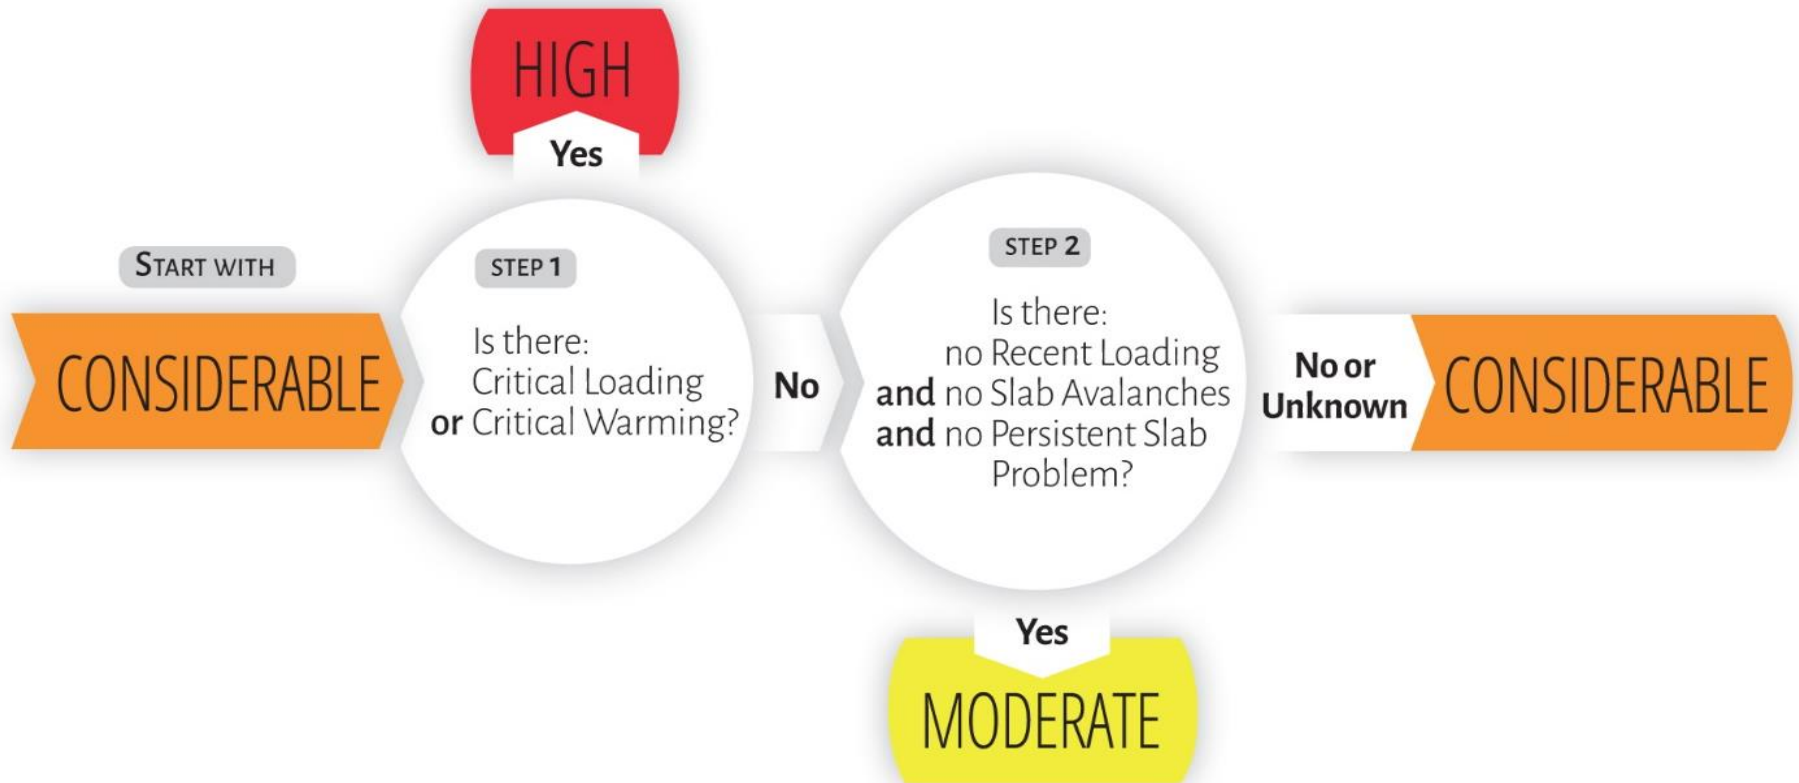 HIGH
Yes
START WITH
CONSIDERABLE
STEP 1
Is there:
Critical Loading
or Critical Warming?
No
STEP 2
Is there:
no Recent Loading
and no Slab Avalanches
and no Persistent Slab
Problem?
No or
Unknown
CONSIDERABLE
Yes
MODERATE